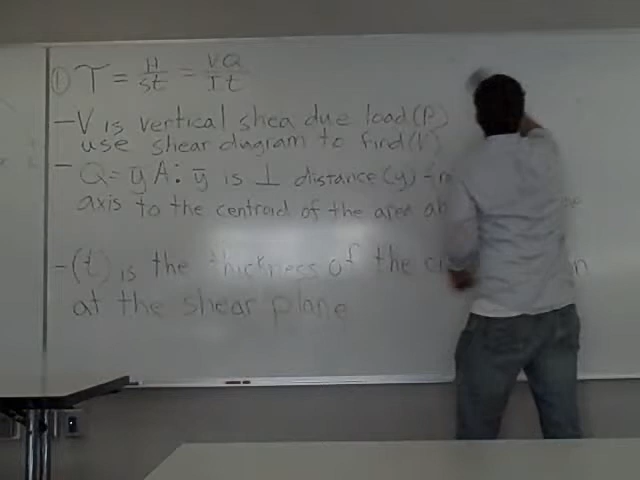 ① τ = H/st = VQ/It
- V is vertical shea due load (P)
use shear diagram to find (V)
- Q = ȳA: ȳ is ⊥ distance (y) - n
axis to the centroid of the area ab
- (t) is the thickness of the
at the shear plane